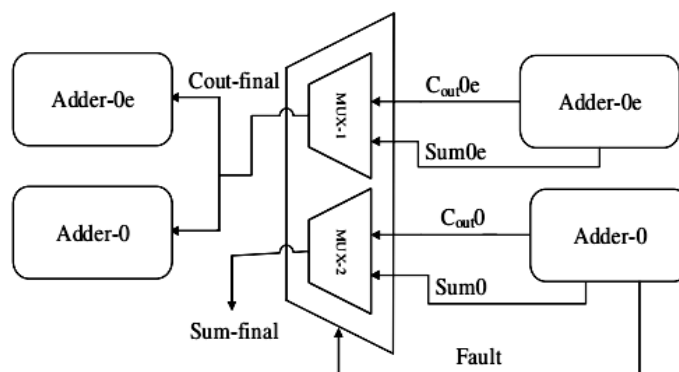 Adder-0e
Cout-final
MUX-1
Cout0e
Adder-0e
Sum0e
Adder-0
MUX-2
Cout0
Adder-0
Sum0
Sum-final
Fault